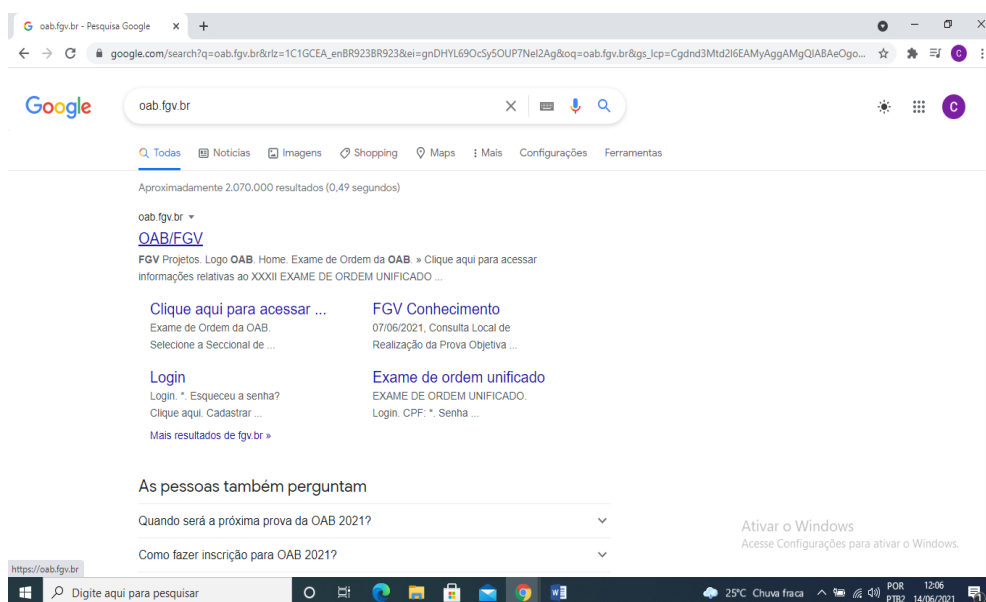 oab.fgv.br - Pesquisa Google
google.com/search?q=oab.fgv.br&rlz=1C1GCEA_enBR923BR923&ei=gnDHYL69OcSy5OUP7NeI2Ag&oq=oab.fgv.br&gs_lcp=Cgdnd3Mtd2l6EAMyAggAMgQIABAeOgo...
C
Google
oab.fgv.br
C
Todas Notícias Imagens Shopping Maps Mais Configurações Ferramentas
Aproximadamente 2.070.000 resultados (0,49 segundos)
oab.fgv.br
OAB/FGV
FGV Projetos. Logo OAB. Home. Exame de Ordem da OAB. » Clique aqui para acessar
informações relativas ao XXXII EXAME DE ORDEM UNIFICADO ...
Clique aqui para acessar ...
Exame de Ordem da OAB.
Selecione a Seccional de ...
FGV Conhecimento
07/06/2021, Consulta Local de
Realização da Prova Objetiva ...
Login
Login. *. Esqueceu a senha?
Clique aqui. Cadastrar ...
Exame de ordem unificado
EXAME DE ORDEM UNIFICADO.
Login. CPF: *. Senha ...
Mais resultados de fgv.br »
As pessoas também perguntam
Quando será a próxima prova da OAB 2021?
Como fazer inscrição para OAB 2021?
Ativar o Windows
Acesse Configurações para ativar o Windows.
https://oab.fgv.br
Digite aqui para pesquisar
25°C Chuva fraca
POR
PTB2
12:06
14/06/2021